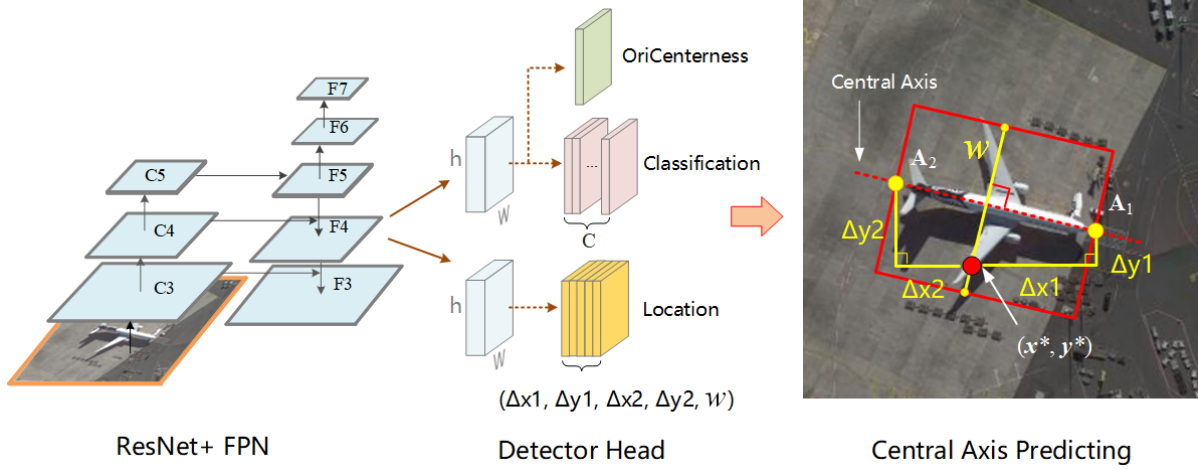 F7
F6
C5
F5
C4
F4
C3
F3
ResNet+ FPN
OriCenterness
h
W
...
C
Classification
h
W
Location
(Δx1, Δy1, Δx2, Δy2, w)
Detector Head
Central Axis
A2
W
A1
Δy2
Δy1
Δx2
Δx1
(x*, y*)
Central Axis Predicting